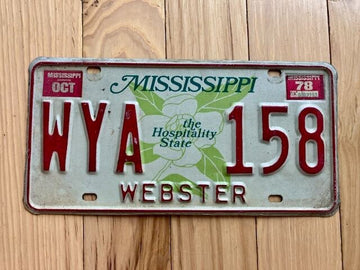 MISSISSIPPI
OCT
MISSISSIPPI
MISSISSIPPI
78
the
Hospitality
State
WYA 158
WEBSTER